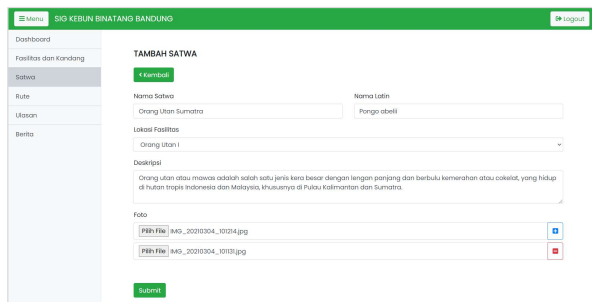 Menu SIG KEBUN BINATANG BANDUNG Logout
Dashboard
Fasilitas dan Kandang
Satwa
Rute
Ulasan
Berita
TAMBAH SATWA
Kembali
Nama Satwa Nama Latin
Orang Utan Sumatra Pongo abelii
Lokasi Fasilitas
Orang Utan I
Deskripsi
Orang utan atau mawas adalah salah satu jenis kera besar dengan lengan panjang dan berbulu kemerahan atau cokelat, yang hidup
di hutan tropis Indonesia dan Malaysia, khususnya di Pulau Kalimantan dan Sumatra.
Foto
Pilih File IMG_20210304_101214.jpg
Pilih File IMG_20210304_101131.jpg
Submit